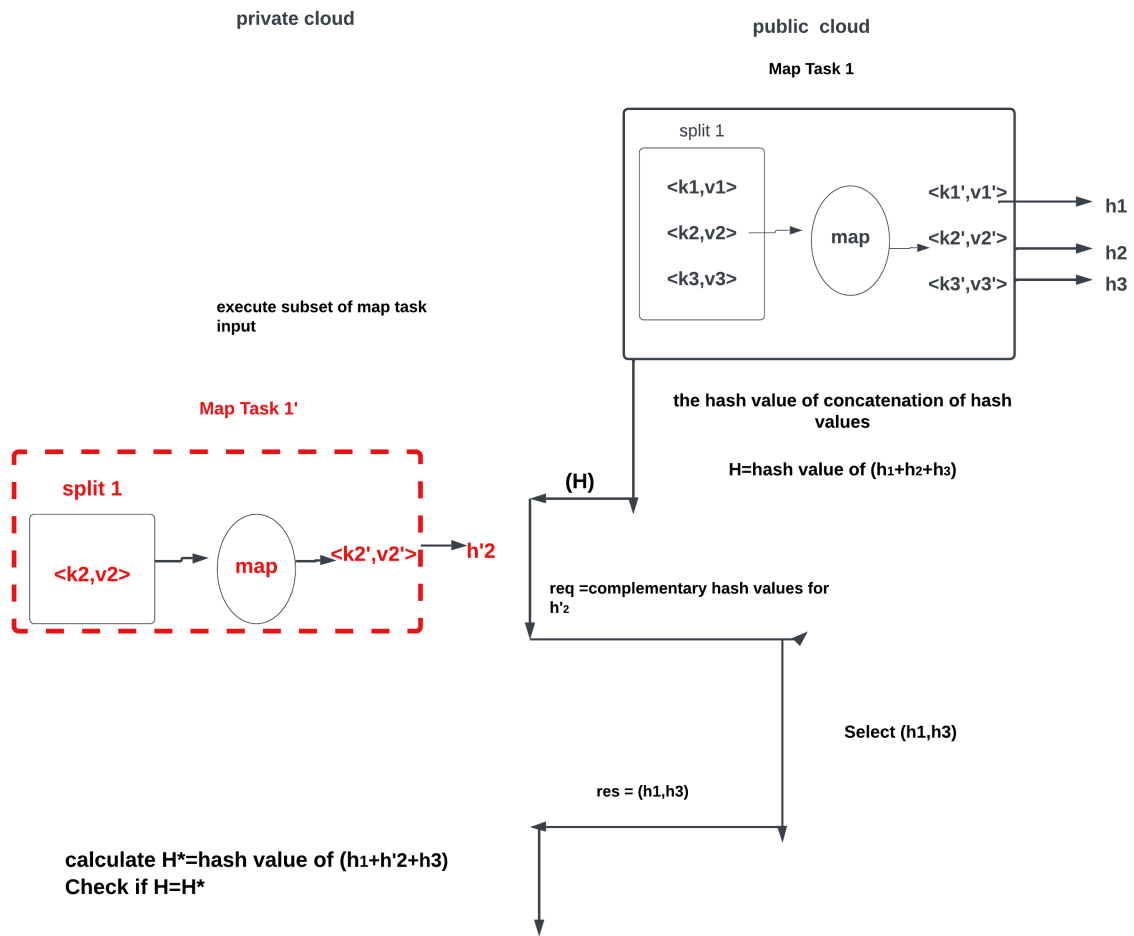 private cloud
public cloud
Map Task 1
split 1
<k1,v1>
<k2,v2>
<k3,v3>
map
<k1',v1'>
<k2',v2'>
<k3',v3'>
h1
h2
h3
execute subset of map task
input
Map Task 1'
split 1
<k2,v2>
map
<k2',v2'>
h'2
the hash value of concatenation of hash
values
H=hash value of (h1+h2+h3)
(H)
req =complementary hash values for
h'2
Select (h1,h3)
res = (h1,h3)
calculate H*=hash value of (h1+h'2+h3)
Check if H=H*